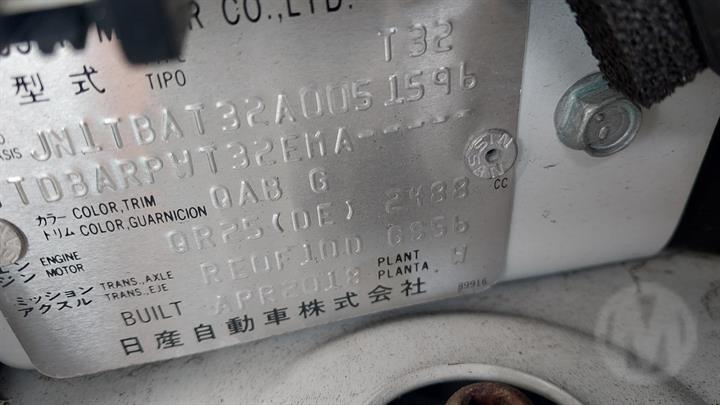 CO.,LTD.
型式 TIPO T32
JN1TBAT32A0051596
TDBARPWT32EMA-----
カラー COLOR,TRIM QAB G
トリム COLOR,GUARNICION
ENGINE QR25(DE) 2488 CC
MOTOR
ミッション TRANS.,AXLE RE0F10D GS56
アクスル TRANS.,EJE
PLANT W
PLANTA
BUILT APR2018
日産自動車株式会社 89916
NISSAN
M